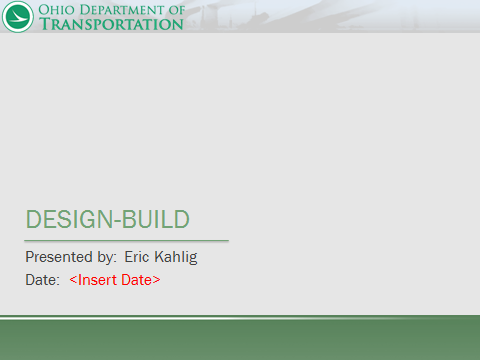 OHIO DEPARTMENT OF
TRANSPORTATION
DESIGN-BUILD
Presented by: Eric Kahlig
Date: <Insert Date>